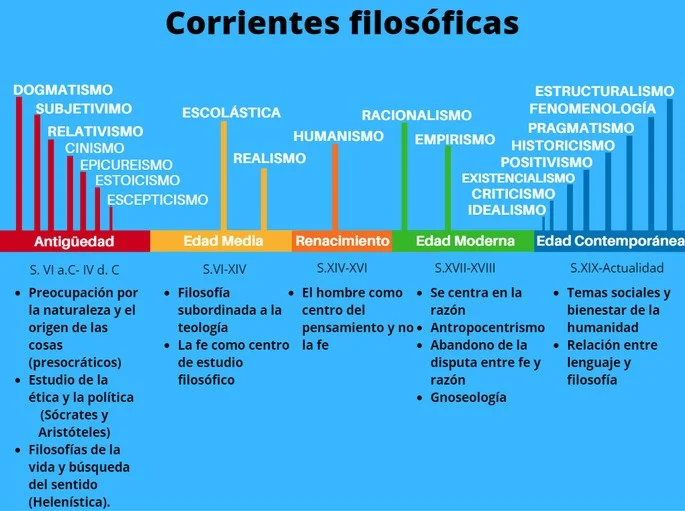 Corrientes filosóficas
DOGMATISMO
SUBJETIVIMO
RELATIVISMO
CINISMO
EPICUREISMO
ESTOICISMO
ESCEPTICISMO
ESCOLÁSTICA
REALISMO
HUMANISMO
RACIONALISMO
EMPIRISMO
ESTRUCTURALISMO
FENOMENOLOGÍA
PRAGMATISMO
HISTORICISMO
POSITIVISMO
EXISTENCIALISMO
CRITICISMO
IDEALISMO
Antigüedad
Edad Media
Renacimiento
Edad Moderna
Edad Contemporánea
S. VI a.C- IV d. C
S.VI-XIV
S.XIV-XVI
S.XVII-XVIII
S.XIX-Actualidad
• Preocupación por
la naturaleza y el
origen de las
cosas
(presocráticos)
• Estudio de la
ética y la política
(Sócrates y
Aristóteles)
• Filosofías de la
vida y búsqueda
del sentido
(Helenística).
• Filosofía
subordinada a la
teología
• La fe como centro
de estudio
filosófico
• El hombre como
centro del
pensamiento y no
la fe
• Se centra en la
razón
• Antropocentrismo
• Abandono de la
disputa entre fe y
razón
• Gnoseología
• Temas sociales y
bienestar de la
humanidad
• Relación entre
lenguaje y
filosofía